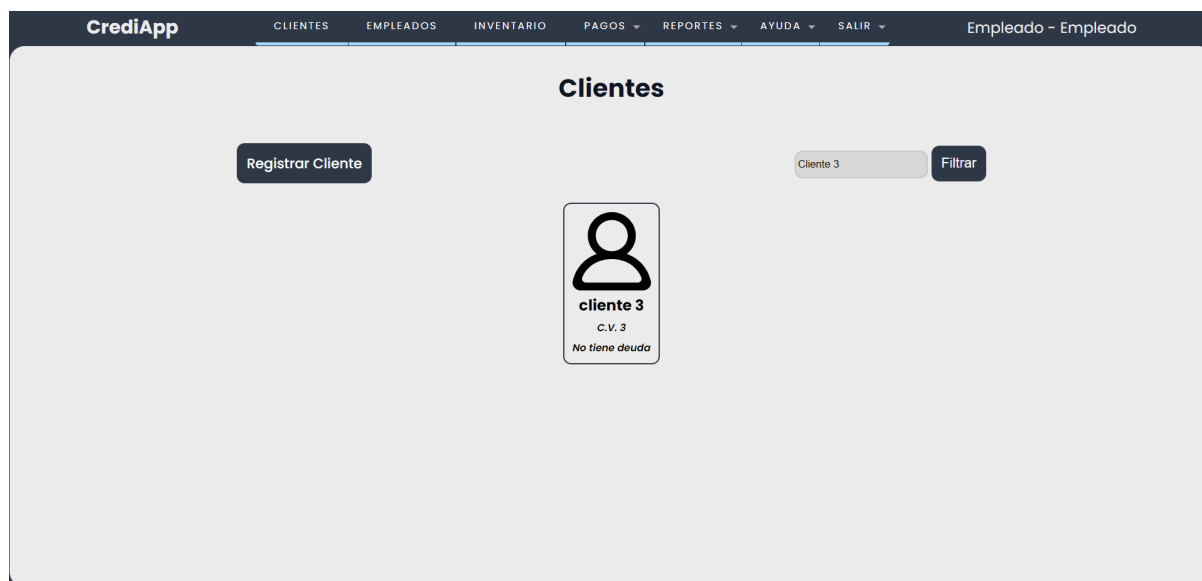 CrediApp CLIENTES EMPLEADOS INVENTARIO PAGOS REPORTES AYUDA SALIR Empleado - Empleado
Clientes
Registrar Cliente Cliente 3 Filtrar
cliente 3
C.V. 3
No tiene deuda